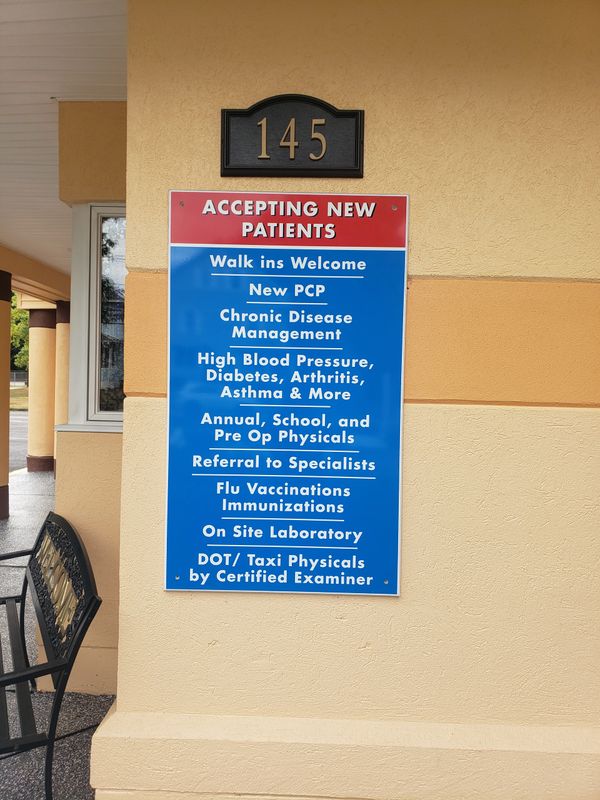 145
ACCEPTING NEW
PATIENTS
Walk ins Welcome
New PCP
Chronic Disease
Management
High Blood Pressure,
Diabetes, Arthritis,
Asthma & More
Annual, School, and
Pre Op Physicals
Referral to Specialists
Flu Vaccinations
Immunizations
On Site Laboratory
DOT/ Taxi Physicals
by Certified Examiner